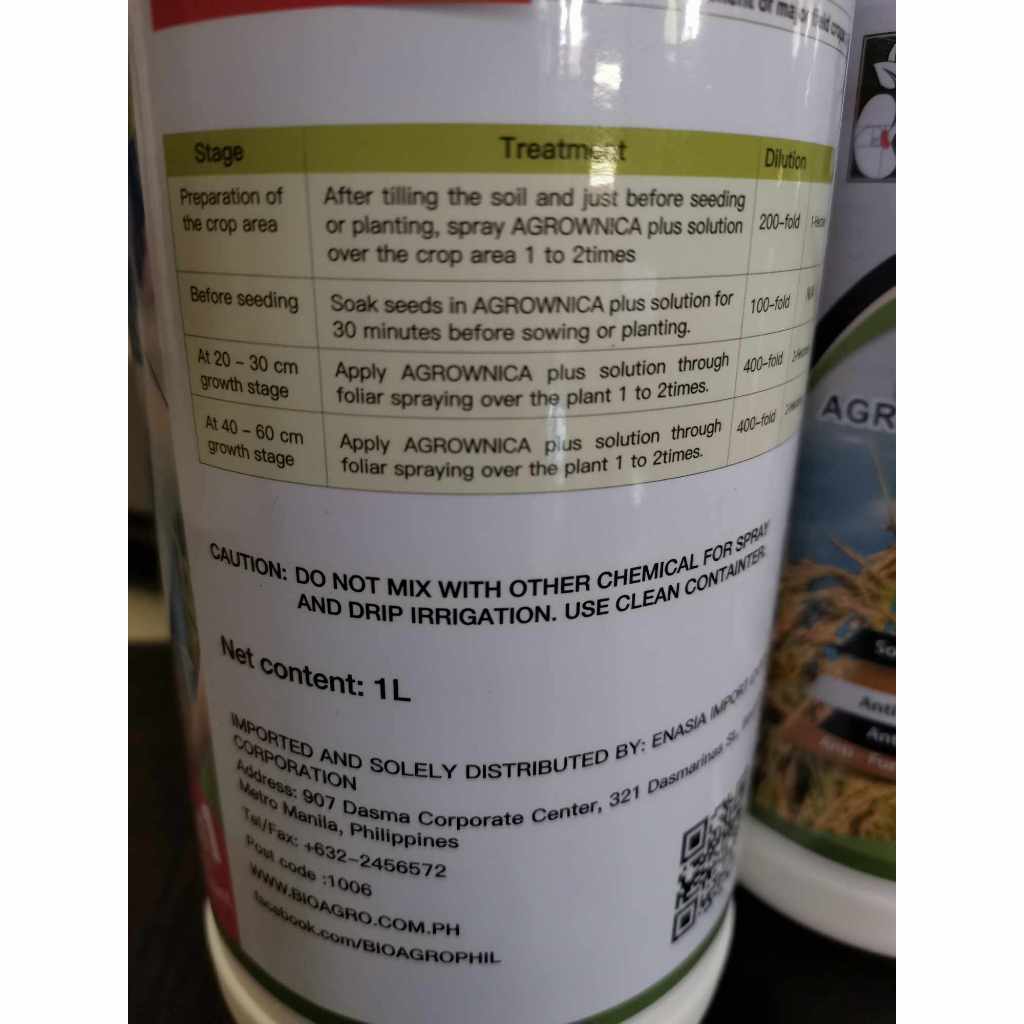 Stage Treatment Dilution
Preparation of
the crop area
After tilling the soil and just before seeding
or planting, spray AGROWNICA plus solution
over the crop area 1 to 2times
200-fold
Before seeding
Soak seeds in AGROWNICA plus solution for
30 minutes before sowing or planting.
100-fold
At 20 - 30 cm
growth stage
Apply AGROWNICA plus solution through
foliar spraying over the plant 1 to 2times.
400-fold
At 40 - 60 cm
growth stage
Apply AGROWNICA plus solution through
foliar spraying over the plant 1 to 2times.
400-fold
CAUTION: DO NOT MIX WITH OTHER CHEMICAL FOR SPRAY
AND DRIP IRRIGATION. USE CLEAN CONTAINTER.
Net content: 1L
IMPORTED AND SOLELY DISTRIBUTED BY: ENASIA IMPORT
CORPORATION
Address: 907 Dasma Corporate Center, 321 Dasmarinas St.
Metro Manila, Philippines
Tel/Fax: +632-2456572
Post code :1006
WWW.BIOAGRO.COM.PH
facebook.com/BIOAGROPHIL
AGR
So
Anti
An